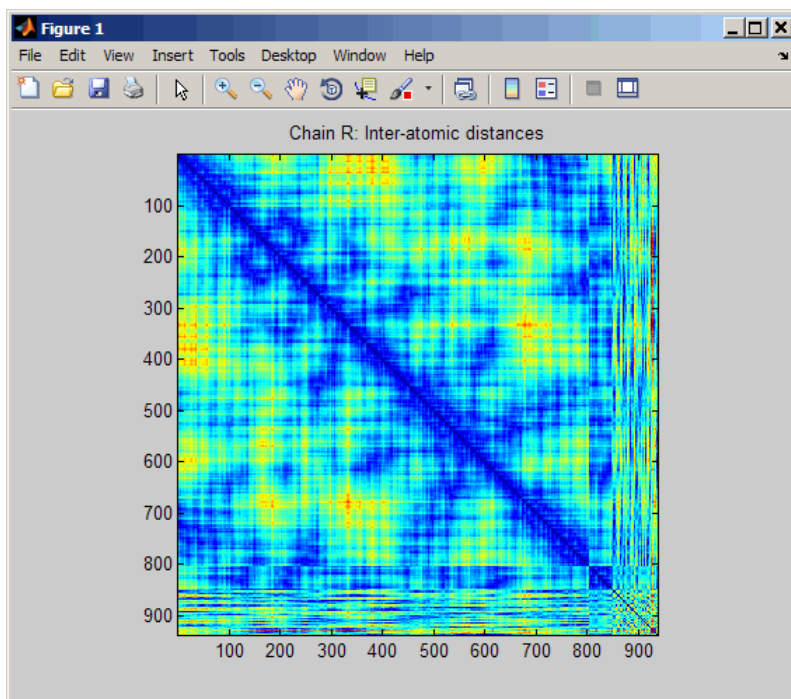 Figure 1
File Edit View Insert Tools Desktop Window Help
Chain R: Inter-atomic distances
100
200
300
400
500
600
700
800
900
100 200 300 400 500 600 700 800 900